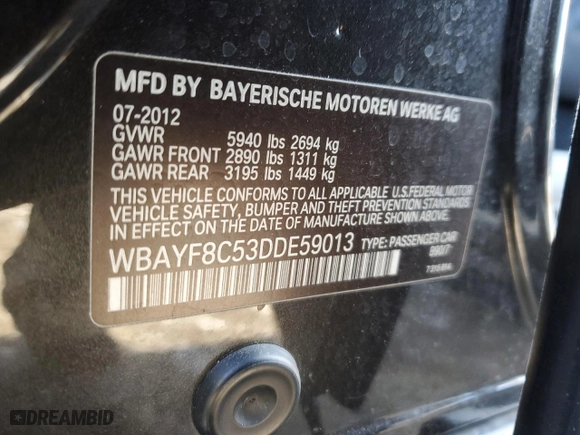 MFD BY BAYERISCHE MOTOREN WERKE AG
07-2012
GVWR 5940 lbs 2694 kg
GAWR FRONT 2890 lbs 1311 kg
GAWR REAR 3195 lbs 1449 kg
THIS VEHICLE CONFORMS TO ALL APPLICABLE U.S.FEDERAL MOTOR
VEHICLE SAFETY, BUMPER AND THEFT PREVENTION STANDARDS
IN EFFECT ON THE DATE OF MANUFACTURE SHOWN ABOVE.
WBAYF8C53DDE59013 TYPE: PASSENGER CAR
DREAMBID